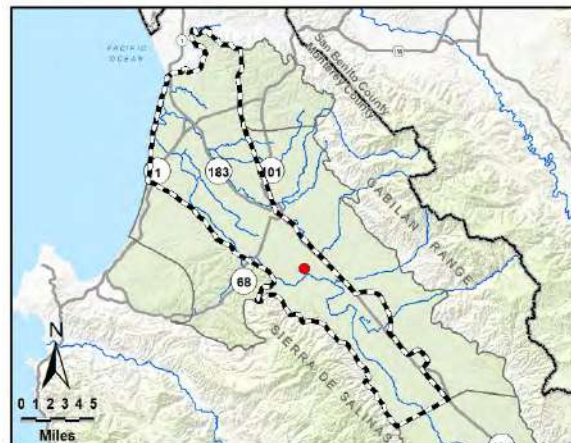 1
PACIFIC
OCEAN
San Benito County
Monterey County
1
183
101
68
GABILAN RANGE
SIERRA DE SALINAS
N
0 1 2 3 4 5
Miles